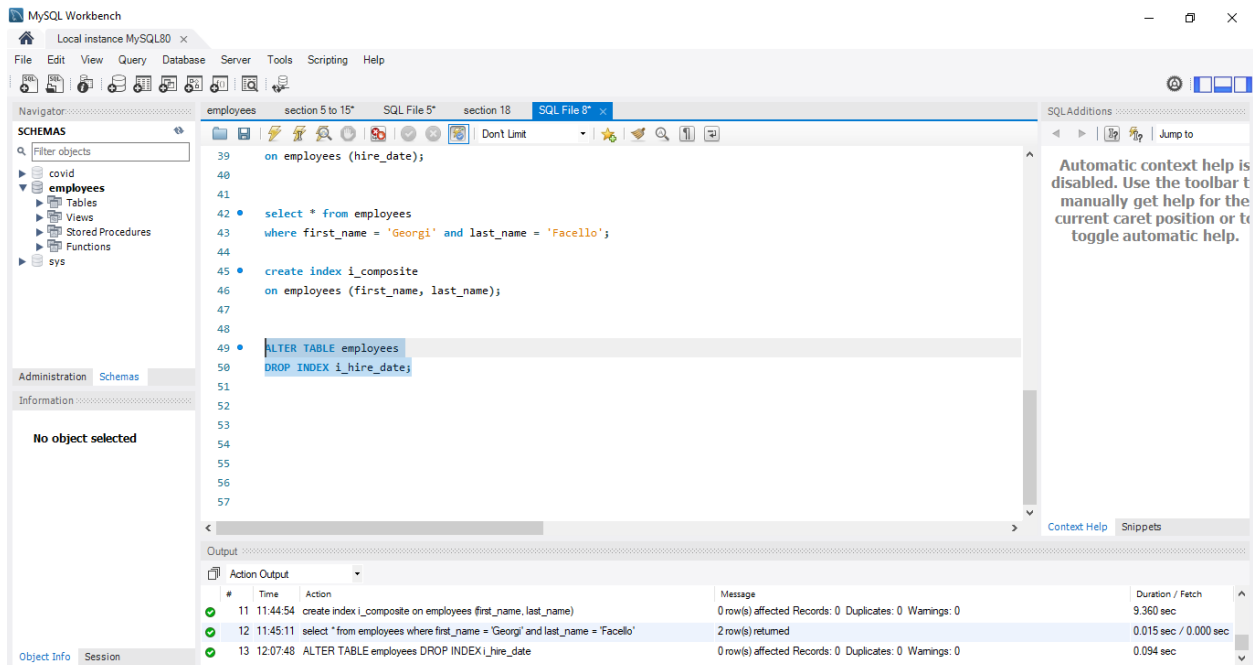 MySQL Workbench
Local instance MySQL80
File Edit View Query Database Server Tools Scripting Help
Navigator
SCHEMAS
Filter objects
covid
employees
Tables
Views
Stored Procedures
Functions
sys
Administration Schemas
Information
No object selected
Object Info Session
employees section 5 to 15* SQL File 5* section 18 SQL File 8*
Don't Limit
39 on employees (hire_date);
40
41
42 select * from employees
43 where first_name = 'Georgi' and last_name = 'Facello';
44
45 create index i_composite
46 on employees (first_name, last_name);
47
48
49 ALTER TABLE employees
50 DROP INDEX i_hire_date;
51
52
53
54
55
56
57
SQLAdditions
Jump to
Automatic context help is
disabled. Use the toolbar t
manually get help for the
current caret position or to
toggle automatic help.
Context Help Snippets
Output
Action Output
# Time Action Message Duration / Fetch
11 11:44:54 create index i_composite on employees (first_name, last_name) 0 row(s) affected Records: 0 Duplicates: 0 Warnings: 0 9.360 sec
12 11:45:11 select * from employees where first_name = 'Georgi' and last_name = 'Facello' 2 row(s) returned 0.015 sec / 0.000 sec
13 12:07:48 ALTER TABLE employees DROP INDEX i_hire_date 0 row(s) affected Records: 0 Duplicates: 0 Warnings: 0 0.094 sec